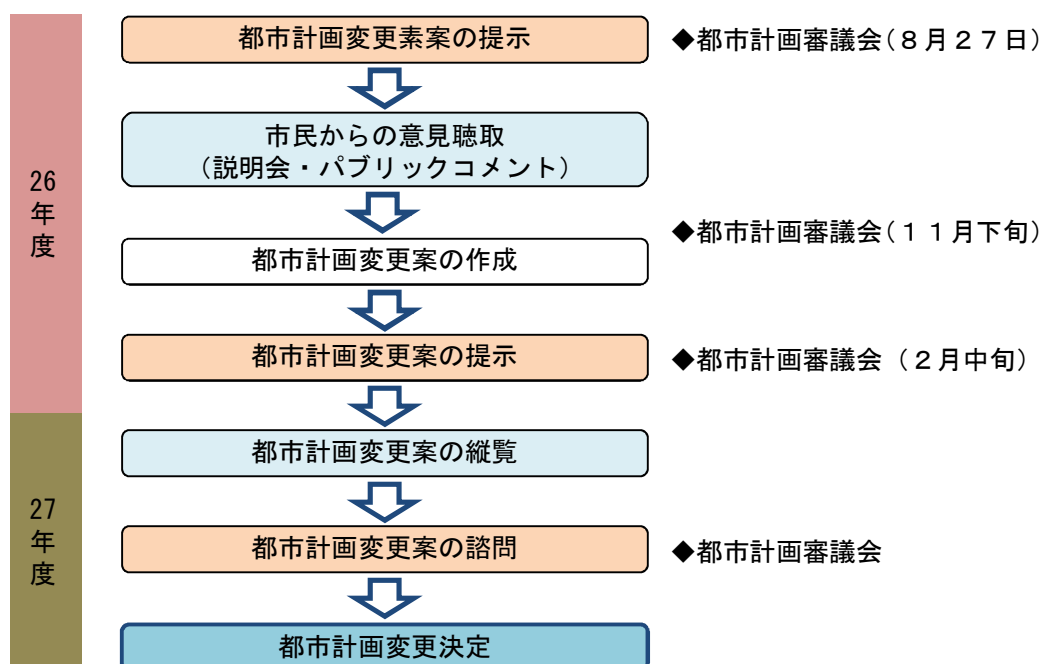 都市計画変更素案の提示
◆都市計画審議会(8月27日)
市民からの意見聴取
(説明会・パブリックコメント)
26
年
度
◆都市計画審議会(11月下旬)
都市計画変更案の作成
都市計画変更案の提示
◆都市計画審議会 (2月中旬)
都市計画変更案の縦覧
27
年
度
都市計画変更案の諮問
◆都市計画審議会
都市計画変更決定